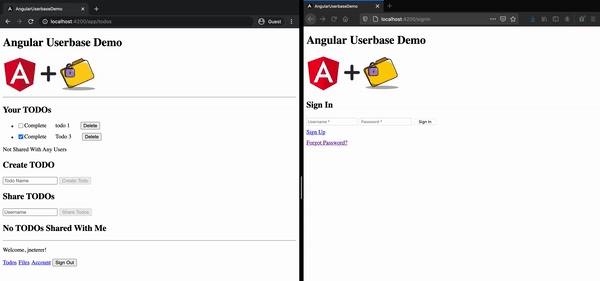 AngularUserbaseDemo
localhost:4200/app/todos
Guest
Angular Userbase Demo
Your TODOs
Complete todo 1 Delete
Complete Todo 3 Delete
Not Shared With Any Users
Create TODO
Todo Name Create Todo
Share TODOs
Username Share Todos
No TODOs Shared With Me
Welcome, jneterer!
Todos Files Account Sign Out
AngularUserbaseDemo
localhost:4200/signin
Angular Userbase Demo
Sign In
Username * Password * Sign In
Sign Up
Forgot Password?